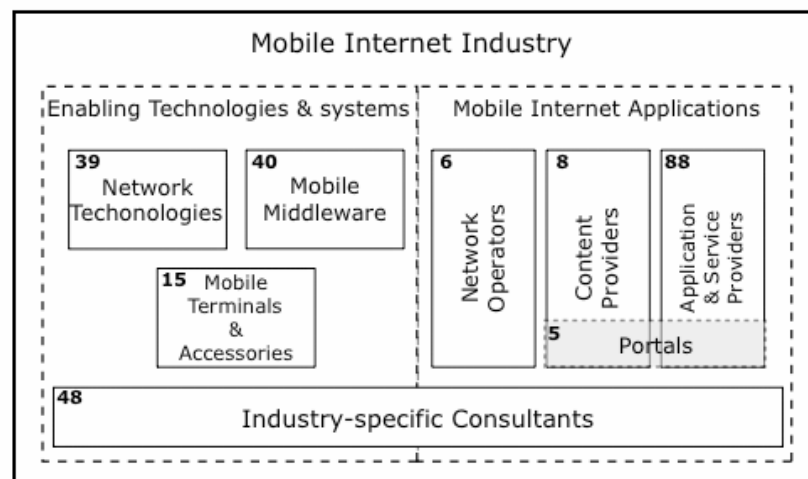 Mobile Internet Industry
Enabling Technologies & systems
Mobile Internet Applications
39
Network
Techonologies
40
Mobile
Middleware
15
Mobile
Terminals
&
Accessories
6
Network
Operators
8
Content
Providers
88
Application
& Service
Providers
5
Portals
48
Industry-specific Consultants